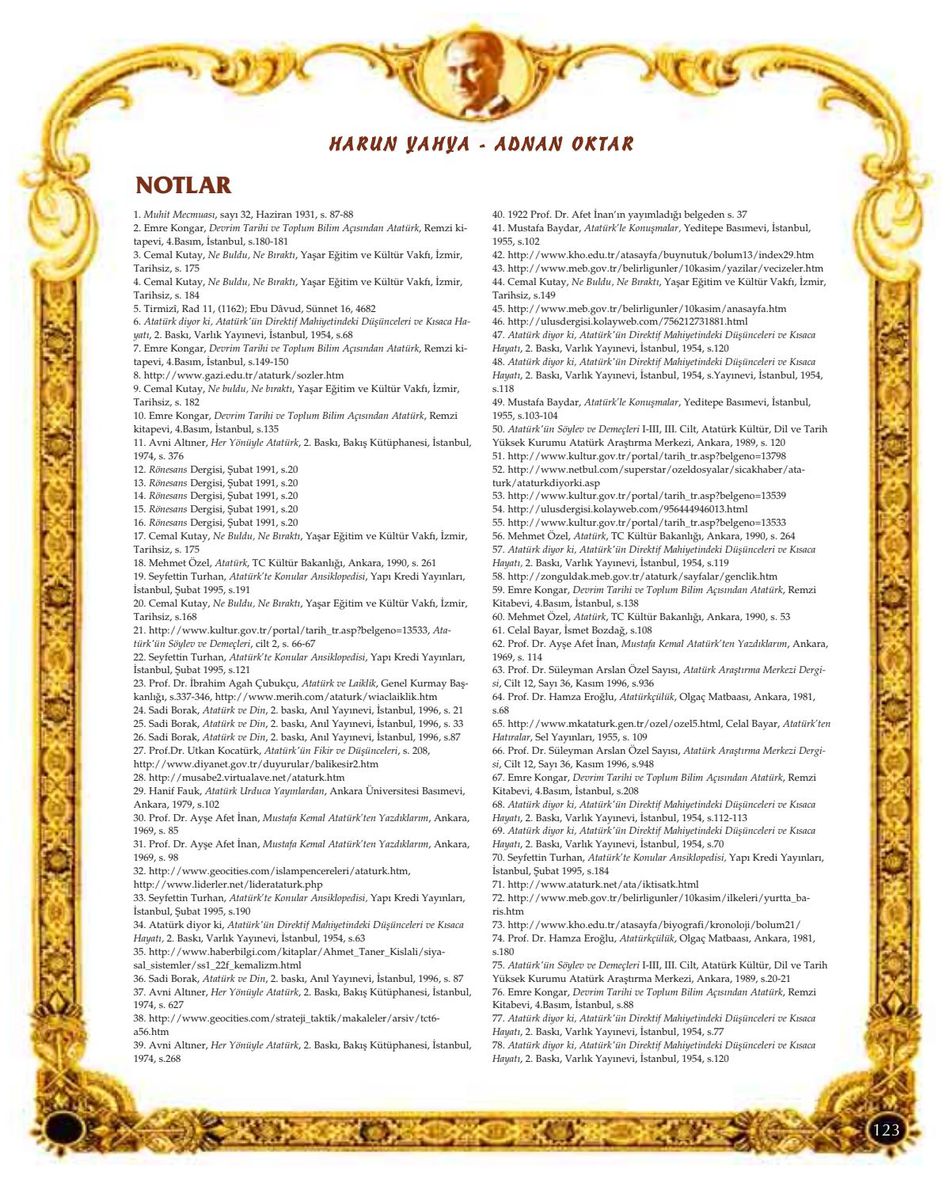 HARUN YAHYA - ADNAN OKTAR
NOTLAR
1. Muhit Mecmuası, sayı 32, Haziran 1931, s. 87-88
2. Emre Kongar, Devrim Tarihi ve Toplum Bilim Açısından Atatürk, Remzi ki-
tapevi, 4.Basım, İstanbul, s.180-181
3. Cemal Kutay, Ne Buldu, Ne Bıraktı, Yaşar Eğitim ve Kültür Vakfı, İzmir,
Tarihsiz, s. 175
4. Cemal Kutay, Ne Buldu, Ne Bıraktı, Yaşar Eğitim ve Kültür Vakfı, İzmir,
Tarihsiz, s. 184
5. Tirmizî, Rad 11, (1162); Ebu Dâvud, Sünnet 16, 4682
6. Atatürk diyor ki, Atatürk'ün Direktif Mahiyetindeki Düşünceleri ve Kısaca Ha-
yatı, 2. Baskı, Varlık Yayınevi, İstanbul, 1954, s.68
7. Emre Kongar, Devrim Tarihi ve Toplum Bilim Açısından Atatürk, Remzi ki-
tapevi, 4.Basım, İstanbul, s.149-150
8. http://www.gazi.edu.tr/ataturk/sozler.htm
9. Cemal Kutay, Ne buldu, Ne bıraktı, Yaşar Eğitim ve Kültür Vakfı, İzmir,
Tarihsiz, s. 182
10. Emre Kongar, Devrim Tarihi ve Toplum Bilim Açısından Atatürk, Remzi
kitapevi, 4.Basım, İstanbul, s.135
11. Avni Altıner, Her Yönüyle Atatürk, 2. Baskı, Bakış Kütüphanesi, İstanbul,
1974, s. 376
12. Rönesans Dergisi, Şubat 1991, s.20
13. Rönesans Dergisi, Şubat 1991, s.20
14. Rönesans Dergisi, Şubat 1991, s.20
15. Rönesans Dergisi, Şubat 1991, s.20
16. Rönesans Dergisi, Şubat 1991, s.20
17. Cemal Kutay, Ne Buldu, Ne Bıraktı, Yaşar Eğitim ve Kültür Vakfı, İzmir,
Tarihsiz, s. 175
18. Mehmet Özel, Atatürk, TC Kültür Bakanlığı, Ankara, 1990, s. 261
19. Seyfettin Turhan, Atatürk'te Konular Ansiklopedisi, Yapı Kredi Yayınları,
İstanbul, Şubat 1995, s.191
20. Cemal Kutay, Ne Buldu, Ne Bıraktı, Yaşar Eğitim ve Kültür Vakfı, İzmir,
Tarihsiz, s.168
21. http://www.kultur.gov.tr/portal/tarih_tr.asp?belgeno=13533, Ata-
türk'ün Söylev ve Demeçleri, cilt 2, s. 66-67
22. Seyfettin Turhan, Atatürk'te Konular Ansiklopedisi, Yapı Kredi Yayınları,
İstanbul, Şubat 1995, s.121
23. Prof. Dr. İbrahim Agah Çubukçu, Atatürk ve Laiklik, Genel Kurmay Baş-
kanlığı, s.337-346, http://www.merih.com/ataturk/wiaclaiklik.htm
24. Sadi Borak, Atatürk ve Din, 2. baskı, Anıl Yayınevi, İstanbul, 1996, s. 21
25. Sadi Borak, Atatürk ve Din, 2. baskı, Anıl Yayınevi, İstanbul, 1996, s. 33
26. Sadi Borak, Atatürk ve Din, 2. baskı, Anıl Yayınevi, İstanbul, 1996, s.87
27. Prof.Dr. Utkan Kocatürk, Atatürk'ün Fikir ve Düşünceleri, s. 208,
http://www.diyanet.gov.tr/duyurular/balikesir2.htm
28. http://musabe2.virtualave.net/ataturk.htm
29. Hanif Fauk, Atatürk Urduca Yayınlardan, Ankara Üniversitesi Basımevi,
Ankara, 1979, s.102
30. Prof. Dr. Ayşe Afet İnan, Mustafa Kemal Atatürk'ten Yazdıklarım, Ankara,
1969, s. 85
31. Prof. Dr. Ayşe Afet İnan, Mustafa Kemal Atatürk'ten Yazdıklarım, Ankara,
1969, s. 98
32. http://www.geocities.com/islampencereleri/ataturk.htm,
http://www.liderler.net/liderataturk.php
33. Seyfettin Turhan, Atatürk'te Konular Ansiklopedisi, Yapı Kredi Yayınları,
İstanbul, Şubat 1995, s.190
34. Atatürk diyor ki, Atatürk'ün Direktif Mahiyetindeki Düşünceleri ve Kısaca
Hayatı, 2. Baskı, Varlık Yayınevi, İstanbul, 1954, s.63
35. http://www.haberbilgi.com/kitaplar/Ahmet_Taner_Kislali/siya-
sal_sistemler/ss1_22f_kemalizm.html
36. Sadi Borak, Atatürk ve Din, 2. baskı, Anıl Yayınevi, İstanbul, 1996, s. 87
37. Avni Altıner, Her Yönüyle Atatürk, 2. Baskı, Bakış Kütüphanesi, İstanbul,
1974, s. 627
38. http://www.geocities.com/strateji_taktik/makaleler/arsiv/tct6-
a56.htm
39. Avni Altıner, Her Yönüyle Atatürk, 2. Baskı, Bakış Kütüphanesi, İstanbul,
1974, s.268
40. 1922 Prof. Dr. Afet İnan'ın yayımladığı belgeden s. 37
41. Mustafa Baydar, Atatürk'le Konuşmalar, Yeditepe Basımevi, İstanbul,
1955, s.102
42. http://www.kho.edu.tr/atasayfa/buynutuk/bolum13/index29.htm
43. http://www.meb.gov.tr/belirligunler/10kasim/yazilar/vecizeler.htm
44. Cemal Kutay, Ne Buldu, Ne Bıraktı, Yaşar Eğitim ve Kültür Vakfı, İzmir,
Tarihsiz, s.149
45. http://www.meb.gov.tr/belirligunler/10kasim/anasayfa.htm
46. http://ulusdergisi.kolayweb.com/756212731881.html
47. Atatürk diyor ki, Atatürk'ün Direktif Mahiyetindeki Düşünceleri ve Kısaca
Hayatı, 2. Baskı, Varlık Yayınevi, İstanbul, 1954, s.120
48. Atatürk diyor ki, Atatürk'ün Direktif Mahiyetindeki Düşünceleri ve Kısaca
Hayatı, 2. Baskı, Varlık Yayınevi, İstanbul, 1954, s.Yayınevi, İstanbul, 1954,
s.118
49. Mustafa Baydar, Atatürk'le Konuşmalar, Yeditepe Basımevi, İstanbul,
1955, s.103-104
50. Atatürk'ün Söylev ve Demeçleri I-III, III. Cilt, Atatürk Kültür, Dil ve Tarih
Yüksek Kurumu Atatürk Araştırma Merkezi, Ankara, 1989, s. 120
51. http://www.kultur.gov.tr/portal/tarih_tr.asp?belgeno=13798
52. http://www.netbul.com/superstar/ozeldosyalar/sicakhaber/ata-
turk/ataturkdiyorki.asp
53. http://www.kultur.gov.tr/portal/tarih_tr.asp?belgeno=13539
54. http://ulusdergisi.kolayweb.com/956444946013.html
55. http://www.kultur.gov.tr/portal/tarih_tr.asp?belgeno=13533
56. Mehmet Özel, Atatürk, TC Kültür Bakanlığı, Ankara, 1990, s. 264
57. Atatürk diyor ki, Atatürk'ün Direktif Mahiyetindeki Düşünceleri ve Kısaca
Hayatı, 2. Baskı, Varlık Yayınevi, İstanbul, 1954, s.119
58. http://zonguldak.meb.gov.tr/ataturk/sayfalar/genclik.htm
59. Emre Kongar, Devrim Tarihi ve Toplum Bilim Açısından Atatürk, Remzi
Kitabevi, 4.Basım, İstanbul, s.138
60. Mehmet Özel, Atatürk, TC Kültür Bakanlığı, Ankara, 1990, s. 53
61. Celal Bayar, İsmet Bozdağ, s.108
62. Prof. Dr. Ayşe Afet İnan, Mustafa Kemal Atatürk'ten Yazdıklarım, Ankara,
1969, s. 114
63. Prof. Dr. Süleyman Arslan Özel Sayısı, Atatürk Araştırma Merkezi Dergi-
si, Cilt 12, Sayı 36, Kasım 1996, s.936
64. Prof. Dr. Hamza Eroğlu, Atatürkçülük, Olgaç Matbaası, Ankara, 1981,
s.68
65. http://www.mkataturk.gen.tr/ozel/ozel5.html, Celal Bayar, Atatürk'ten
Hatıralar, Sel Yayınları, 1955, s. 109
66. Prof. Dr. Süleyman Arslan Özel Sayısı, Atatürk Araştırma Merkezi Dergi-
si, Cilt 12, Sayı 36, Kasım 1996, s.948
67. Emre Kongar, Devrim Tarihi ve Toplum Bilim Açısından Atatürk, Remzi
Kitabevi, 4.Basım, İstanbul, s.208
68. Atatürk diyor ki, Atatürk'ün Direktif Mahiyetindeki Düşünceleri ve Kısaca
Hayatı, 2. Baskı, Varlık Yayınevi, İstanbul, 1954, s.112-113
69. Atatürk diyor ki, Atatürk'ün Direktif Mahiyetindeki Düşünceleri ve Kısaca
Hayatı, 2. Baskı, Varlık Yayınevi, İstanbul, 1954, s.70
70. Seyfettin Turhan, Atatürk'te Konular Ansiklopedisi, Yapı Kredi Yayınları,
İstanbul, Şubat 1995, s.184
71. http://www.ataturk.net/ata/iktisatk.html
72. http://www.meb.gov.tr/belirligunler/10kasim/ilkeleri/yurtta_ba-
ris.htm
73. http://www.kho.edu.tr/atasayfa/biyografi/kronoloji/bolum21/
74. Prof. Dr. Hamza Eroğlu, Atatürkçülük, Olgaç Matbaası, Ankara, 1981,
s.180
75. Atatürk'ün Söylev ve Demeçleri I-III, III. Cilt, Atatürk Kültür, Dil ve Tarih
Yüksek Kurumu Atatürk Araştırma Merkezi, Ankara, 1989, s.20-21
76. Emre Kongar, Devrim Tarihi ve Toplum Bilim Açısından Atatürk, Remzi
Kitabevi, 4.Basım, İstanbul, s.88
77. Atatürk diyor ki, Atatürk'ün Direktif Mahiyetindeki Düşünceleri ve Kısaca
Hayatı, 2. Baskı, Varlık Yayınevi, İstanbul, 1954, s.77
78. Atatürk diyor ki, Atatürk'ün Direktif Mahiyetindeki Düşünceleri ve Kısaca
Hayatı, 2. Baskı, Varlık Yayınevi, İstanbul, 1954, s.120
123